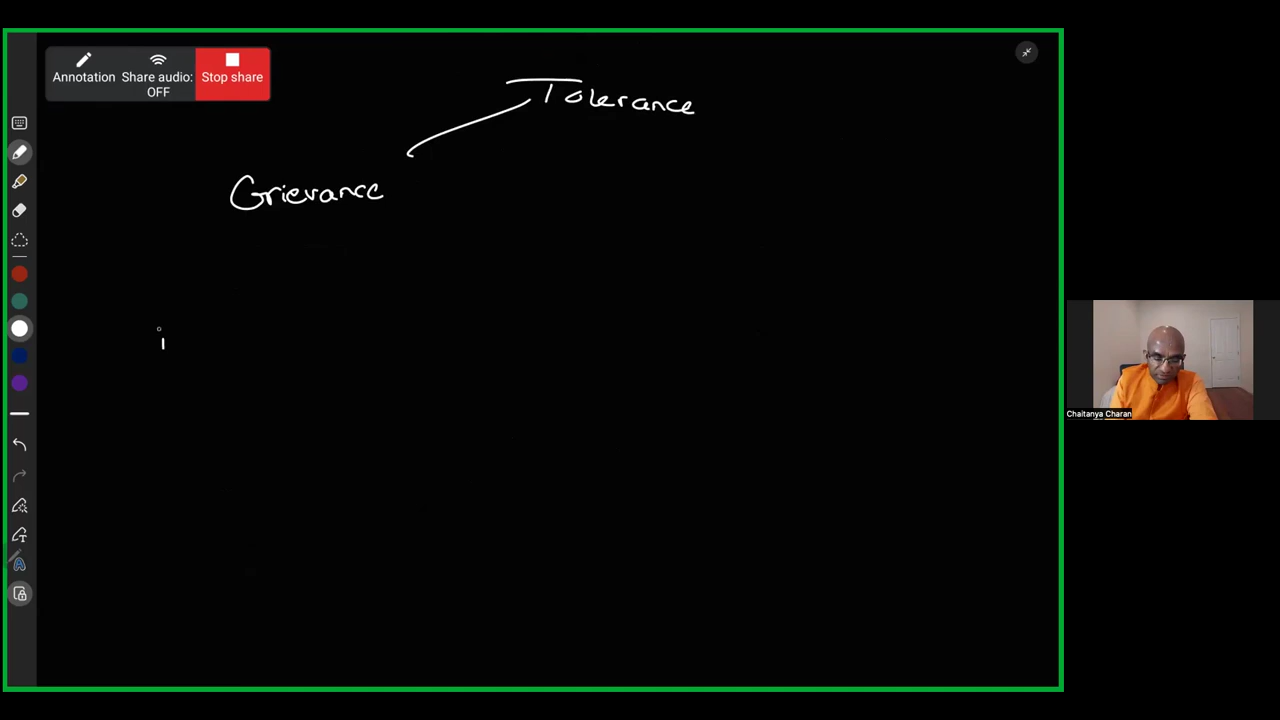 Annotation
Share audio:
OFF
Stop share
Tolerance
Grievance
i
Chaitanya Charan